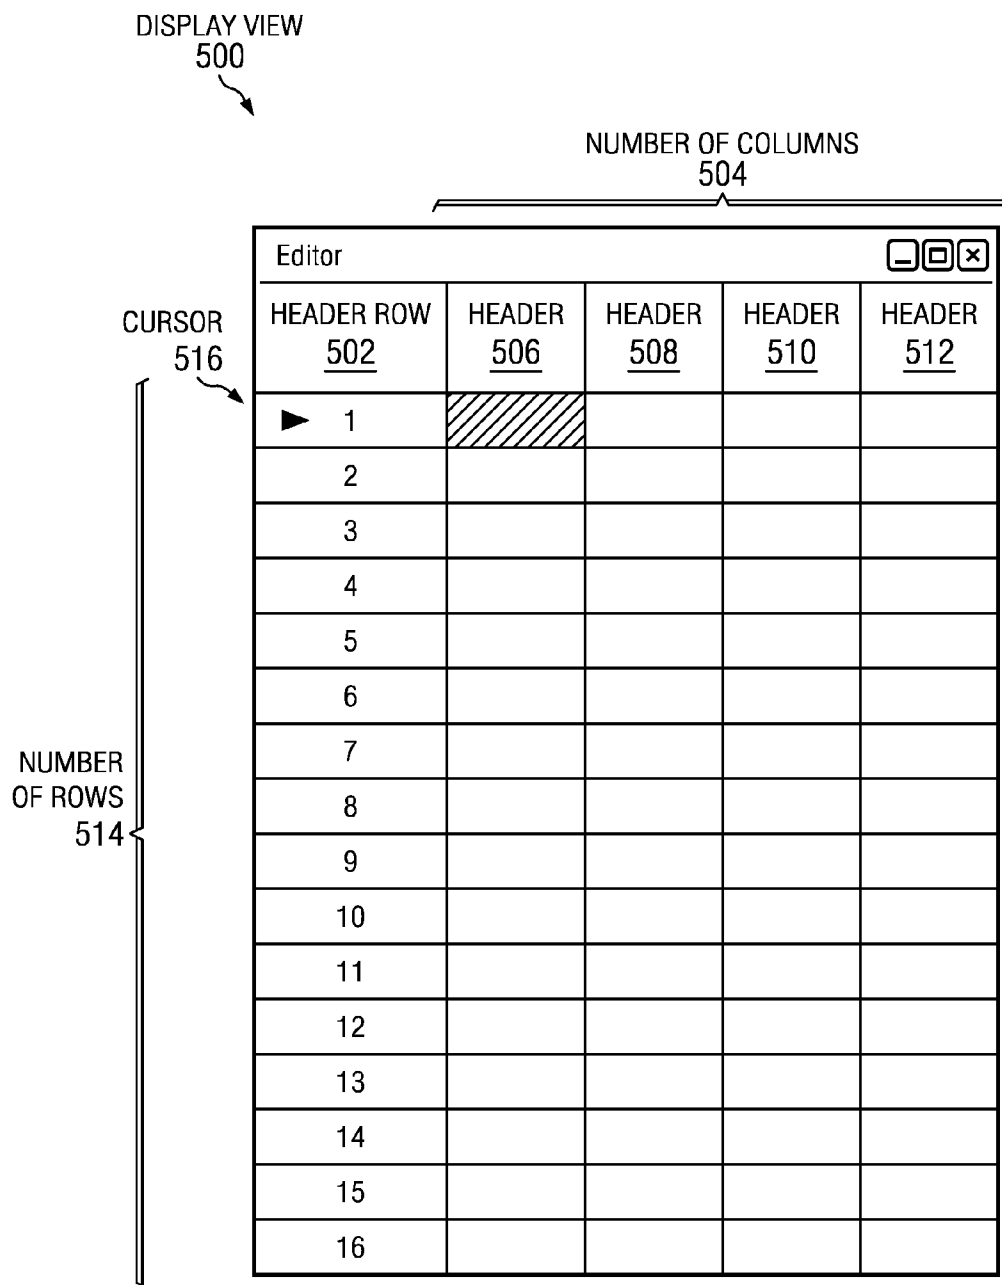 DISPLAY VIEW
500
NUMBER OF COLUMNS
504
Editor
CURSOR
516
HEADER ROW HEADER HEADER HEADER HEADER
502 506 508 510 512
1
2
3
4
5
6
7
NUMBER
OF ROWS
514
8
9
10
11
12
13
14
15
16